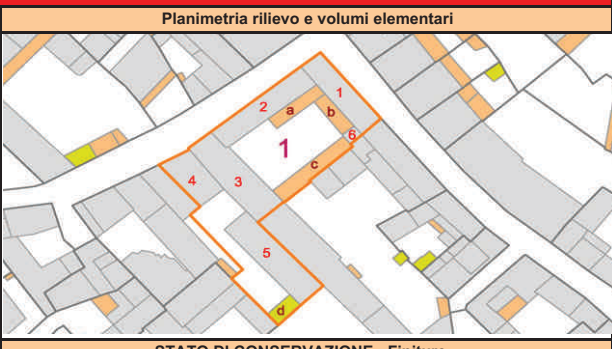 Planimetria rilievo e volumi elementari
1
2
a
b
6
1
c
4
3
5
d
STATO DI CONSERVAZIONE - Finiture